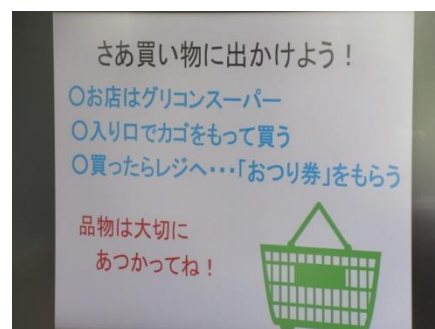 さあ買い物に出かけよう！
○お店はグリコンスーパー
○入り口でカゴをもって買う
○買ったらレジへ･･･「おつり券」をもらう
品物は大切に
あつかってね！